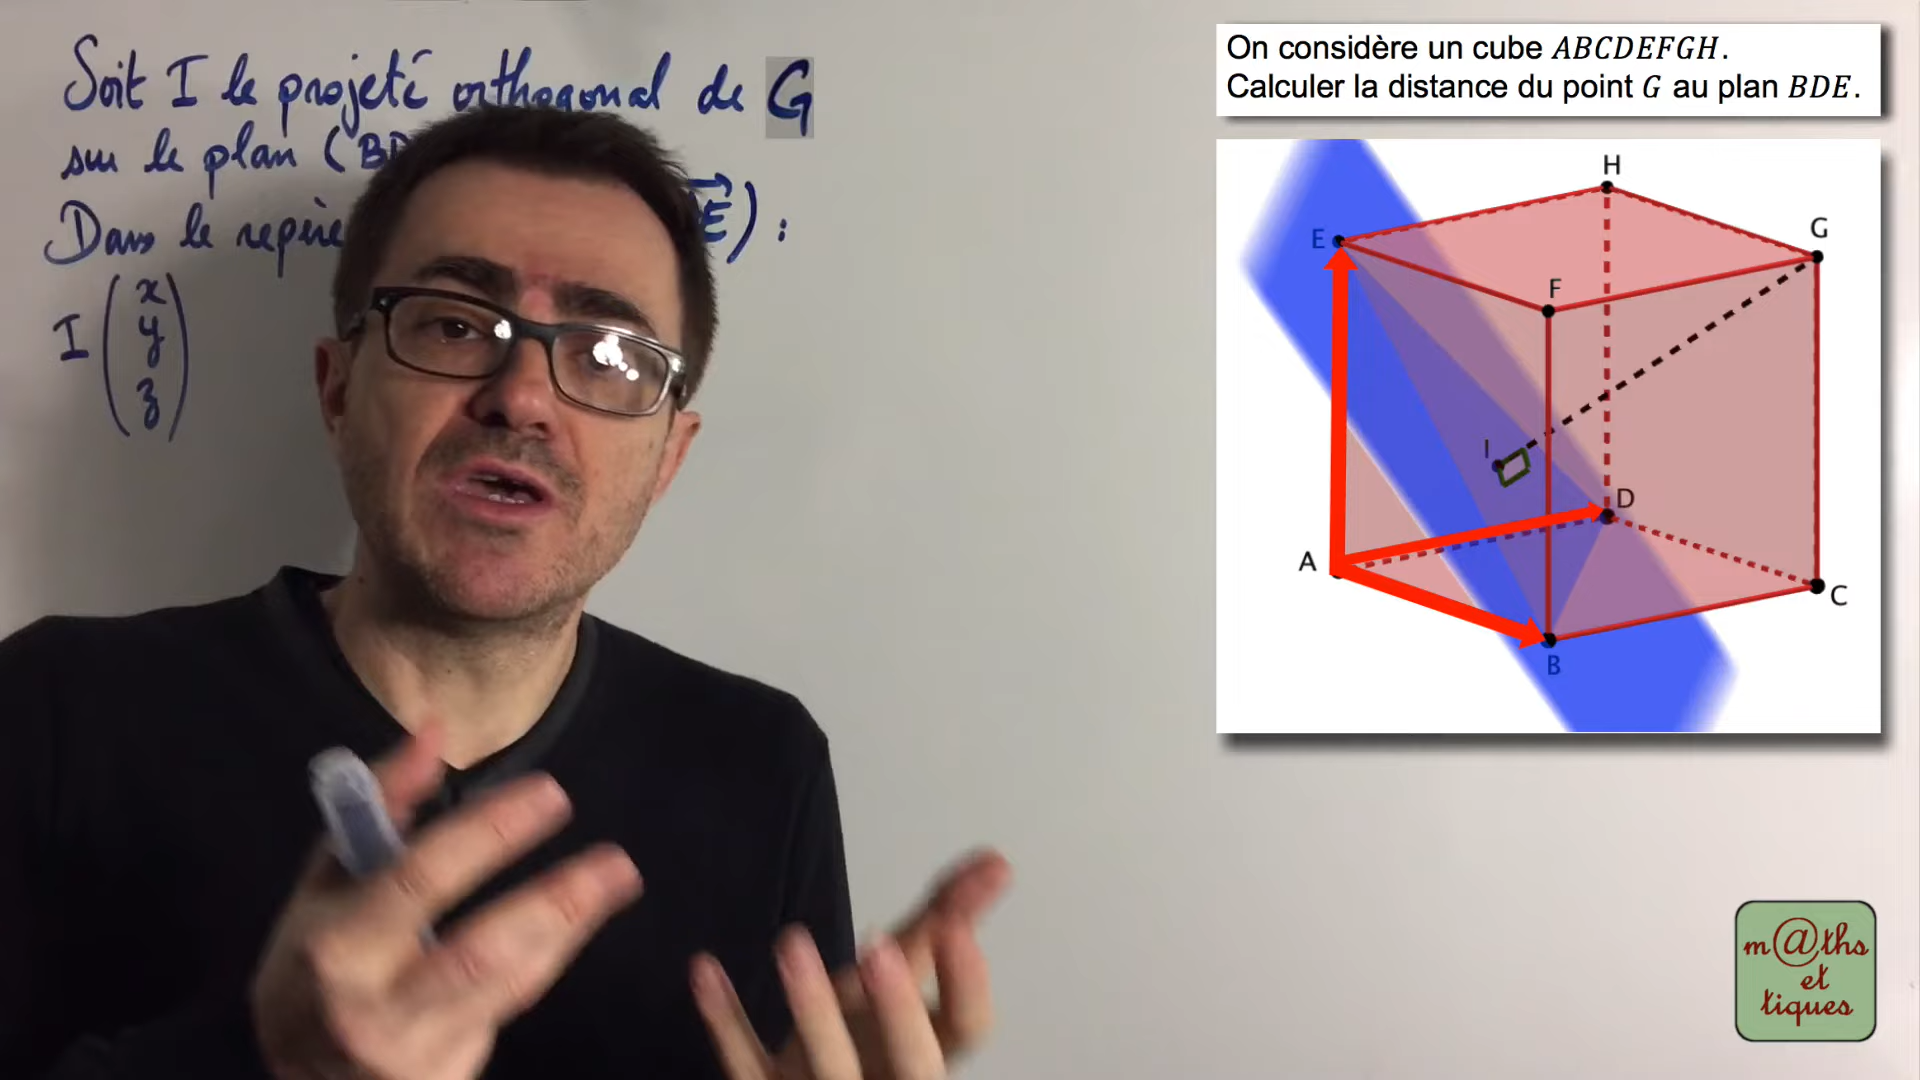 Soit I le projeté orthogonal de G
sur le plan (BD
Dans le repère E) :
I ( x
y
z )
On considère un cube ABCDEFGH.
Calculer la distance du point G au plan BDE.
H
G
E
F
I
D
A
C
B
m@ths
et
tiques